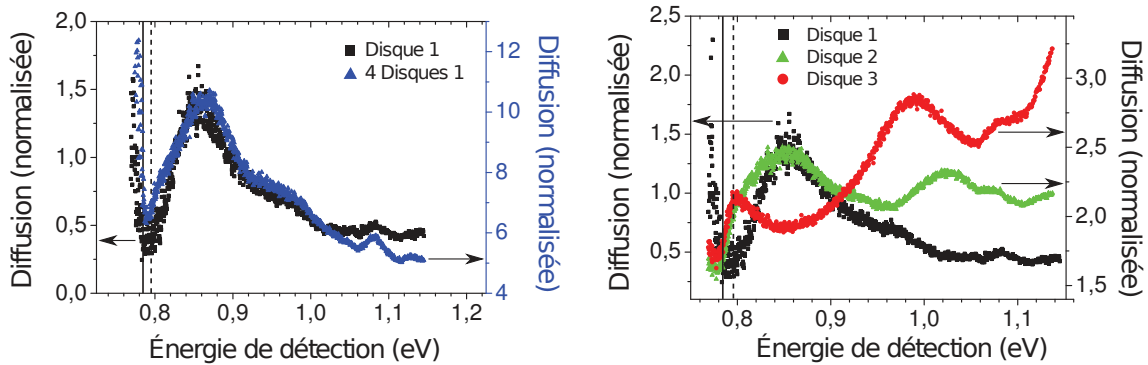 Diffusion (normalisée)
2,0
1,5
1,0
0,5
0,0
Disque 1
4 Disques 1
12
10
8
6
4
Diffusion (normalisée)
0,8
0,9
1,0
1,1
1,2
Énergie de détection (eV)
Diffusion (normalisée)
2,5
2,0
1,5
1,0
0,5
Disque 1
Disque 2
Disque 3
3,0
2,5
2,0
1,5
Diffusion (normalisée)
0,8
0,9
1,0
1,1
Énergie de détection (eV)